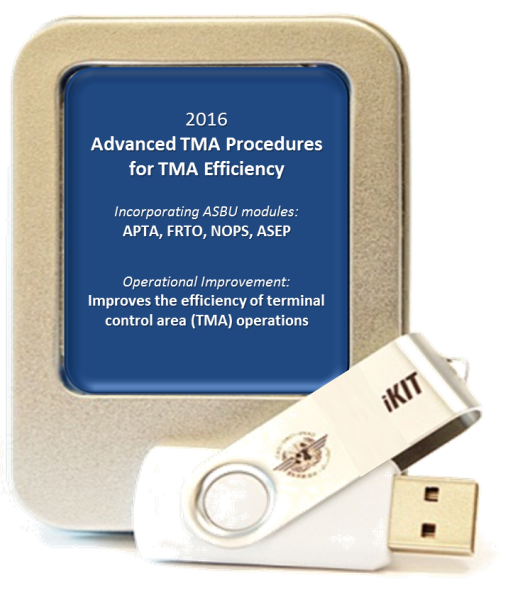 2016
Advanced TMA Procedures
for TMA Efficiency
Incorporating ASBU modules:
APTA, FRTO, NOPS, ASEP
Operational Improvement:
Improves the efficiency of terminal
control area (TMA) operations
iKIT